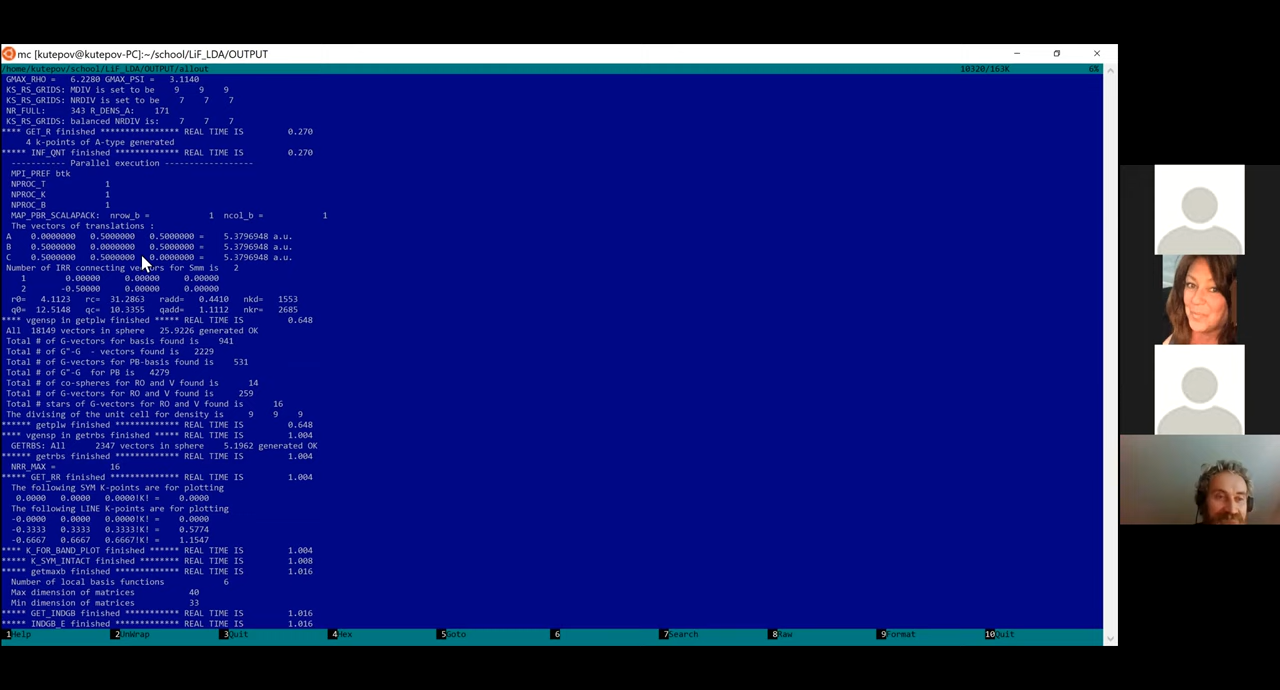 mc [kutepov@kutepov-PC]:~/school/LiF_LDA/OUTPUT
/home/kutepov/school/LiF_LDA/OUTPUT/allout 10320/163K 6%
GMAX_RHO = 6.2280 GMAX_PSI = 3.1140
KS_RS_GRIDS: MDIV is set to be 9 9 9
KS_RS_GRIDS: NRDIV is set to be 7 7 7
NR_FULL: 343 R_DENS_A: 171
KS_RS_GRIDS: balanced NRDIV is: 7 7 7
**** GET_R finished **************** REAL TIME IS 0.270
4 k-points of A-type generated
***** INF_QNT finished ************* REAL TIME IS 0.270
----------- Parallel execution ------------------
MPI_PREF btk
NPROC_T 1
NPROC_K 1
NPROC_B 1
MAP_PBR_SCALAPACK: nrow_b = 1 ncol_b = 1
The vectors of translations :
A 0.0000000 0.5000000 0.5000000 = 5.3796948 a.u.
B 0.5000000 0.0000000 0.5000000 = 5.3796948 a.u.
C 0.5000000 0.5000000 0.0000000 = 5.3796948 a.u.
Number of IRR connecting vectors for Smm is 2
1 0.00000 0.00000 0.00000
2 -0.50000 0.00000 0.00000
r0= 4.1123 rc= 31.2863 radd= 0.4410 nkd= 1553
q0= 12.5148 qc= 10.3355 qadd= 1.1112 nkr= 2685
**** vgensp in getplw finished ***** REAL TIME IS 0.648
All 18149 vectors in sphere 25.9226 generated OK
Total # of G-vectors for basis found is 941
Total # of G"-G - vectors found is 2229
Total # of G-vectors for PB-basis found is 531
Total # of G"-G for PB is 4279
Total # of co-spheres for RO and V found is 14
Total # of G-vectors for RO and V found is 259
Total # stars of G-vectors for RO and V found is 16
The divising of the unit cell for density is 9 9 9
****** getplw finished ************* REAL TIME IS 0.648
**** vgensp in getrbs finished ***** REAL TIME IS 1.004
GETRBS: All 2347 vectors in sphere 5.1962 generated OK
****** getrbs finished ************* REAL TIME IS 1.004
NRR_MAX = 16
***** GET_RR finished ************** REAL TIME IS 1.004
The following SYM K-points are for plotting
0.0000 0.0000 0.0000!K! = 0.0000
The following LINE K-points are for plotting
-0.0000 0.0000 0.0000!K! = 0.0000
-0.3333 0.3333 0.3333!K! = 0.5774
-0.6667 0.6667 0.6667!K! = 1.1547
**** K_FOR_BAND_PLOT finished ****** REAL TIME IS 1.004
***** K_SYM_INTACT finished ******** REAL TIME IS 1.008
***** getmaxb finished ************* REAL TIME IS 1.016
Number of local basis functions 6
Max dimension of matrices 40
Min dimension of matrices 33
***** GET_INDGB finished *********** REAL TIME IS 1.016
***** INDGB_E finished ************* REAL TIME IS 1.016
1Help 2UnWrap 3Quit 4Hex 5Goto 6 7Search 8Raw 9Format 10Quit